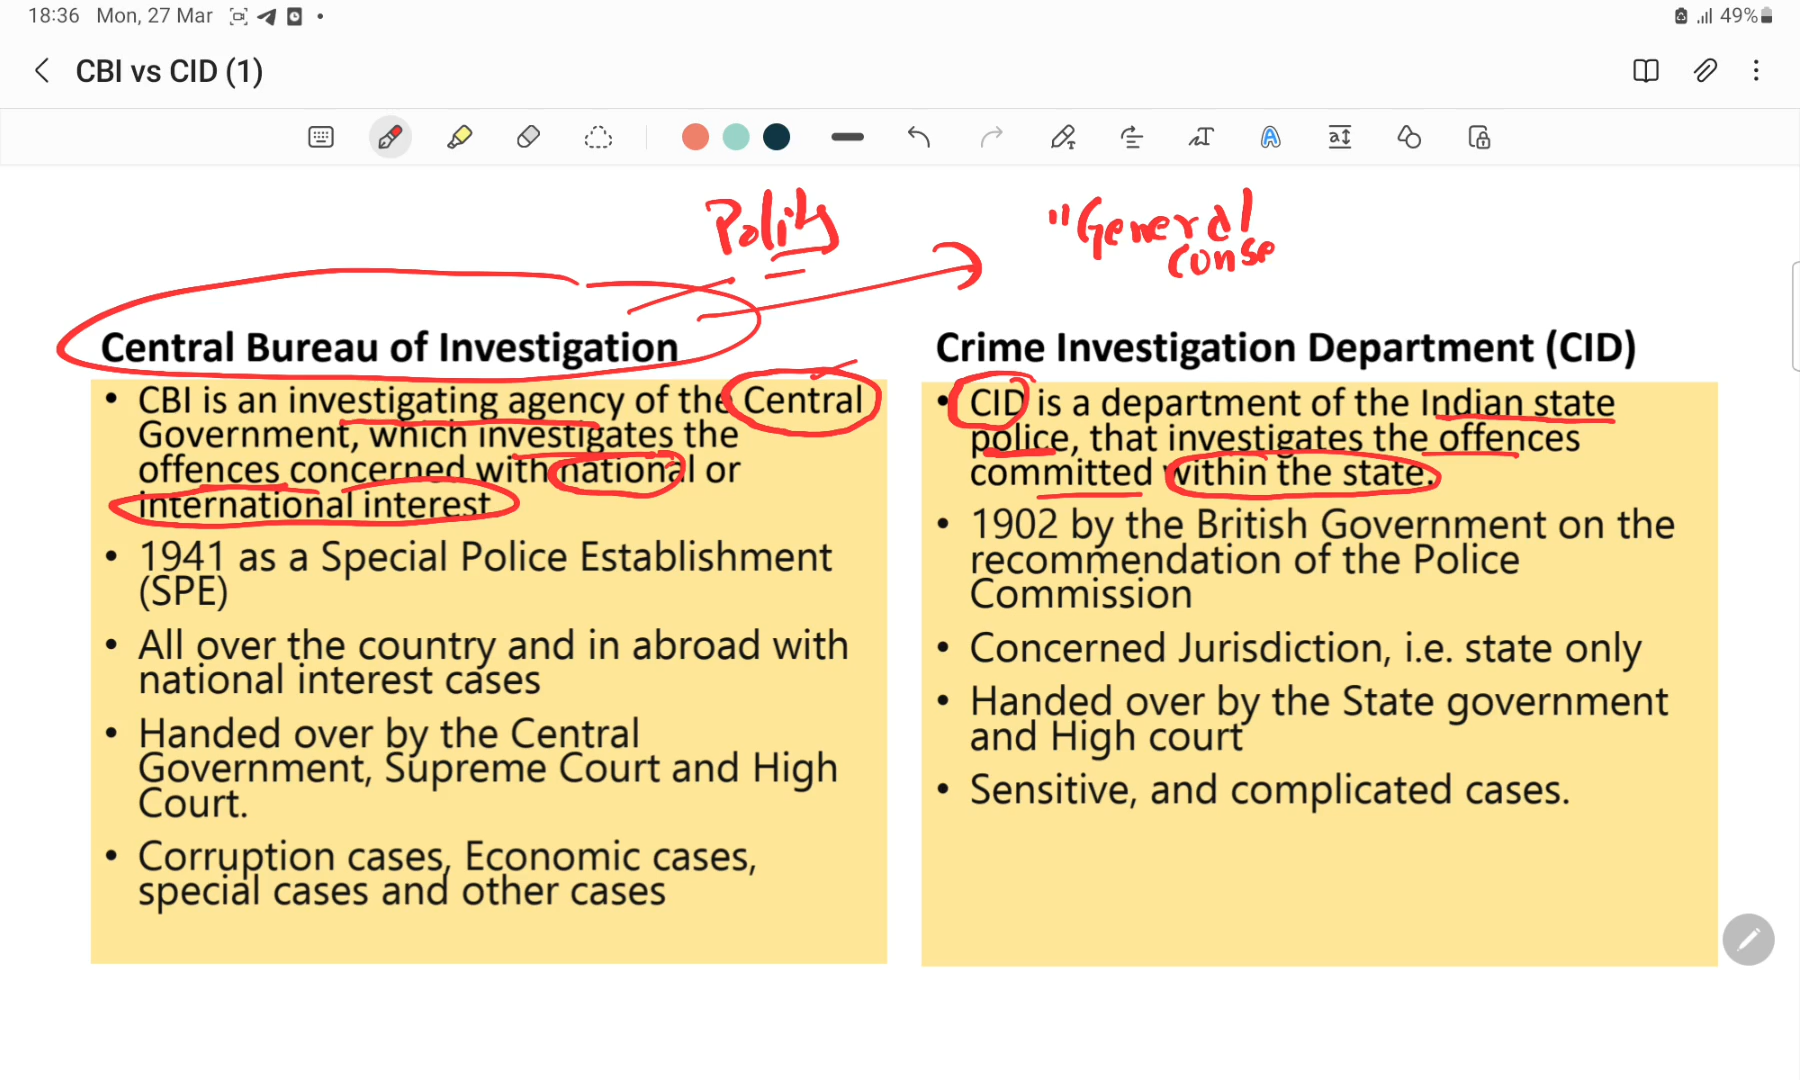 18:36 Mon, 27 Mar
49%
CBI vs CID (1)
Polity
"General
Conse
Central Bureau of Investigation
• CBI is an investigating agency of the Central
Government, which investigates the
offences concerned with national or
international interest
• 1941 as a Special Police Establishment
(SPE)
• All over the country and in abroad with
national interest cases
• Handed over by the Central
Government, Supreme Court and High
Court.
• Corruption cases, Economic cases,
special cases and other cases
Crime Investigation Department (CID)
• CID is a department of the Indian state
police, that investigates the offences
committed within the state.
• 1902 by the British Government on the
recommendation of the Police
Commission
• Concerned Jurisdiction, i.e. state only
• Handed over by the State government
and High court
• Sensitive, and complicated cases.